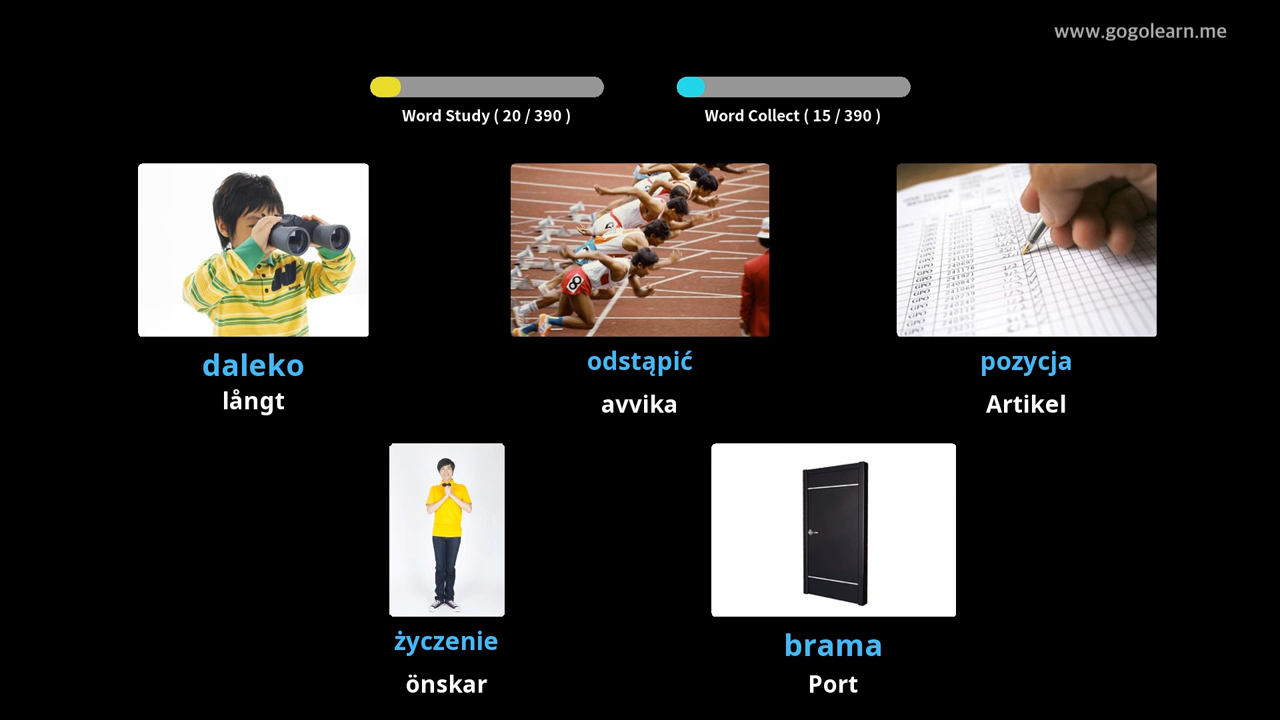 www.gogolearn.me
Word Study ( 20 / 390 )
Word Collect ( 15 / 390 )
daleko
långt
odstąpić
avvika
pozycja
Artikel
życzenie
önskar
brama
Port